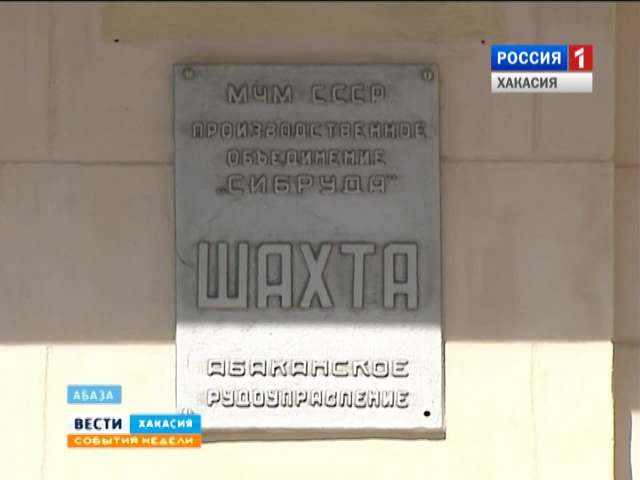 РОССИЯ 1
ХАКАСИЯ
МЧМ СССР
ПРОИЗВОДСТВЕННОЕ
ОБЪЕДИНЕНИЕ
„СИБРУДА"
ШАХТА
АБАКАНСКОЕ
РУДОУПРАВЛЕНИЕ
АБАЗА
ВЕСТИ ХАКАСИЯ
СОБЫТИЯ НЕДЕЛИ